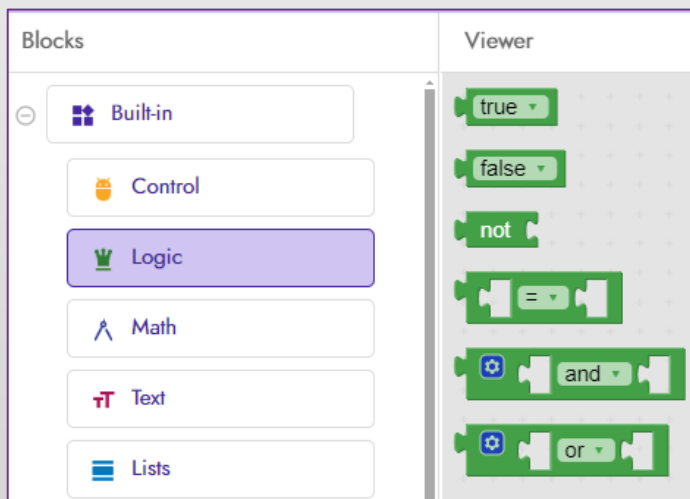 Blocks
Viewer
Built-in
Control
Logic
Math
Text
Lists
true
false
not
=
and
or